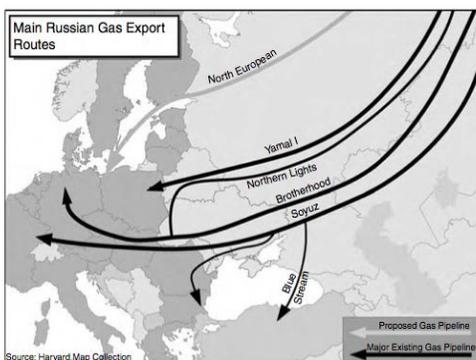 Main Russian Gas Export
Routes
North European
Yamal I
Northern Lights
Brotherhood
Soyuz
Blue
Stream
Proposed Gas Pipeline
Major Existing Gas Pipeline
Source: Harvard Map Collection